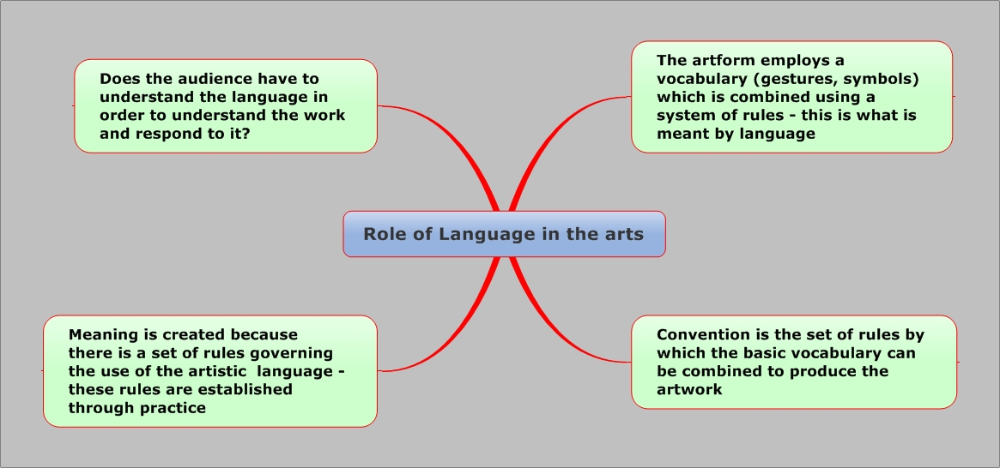 Does the audience have to
understand the language in
order to understand the work
and respond to it?
The artform employs a
vocabulary (gestures, symbols)
which is combined using a
system of rules - this is what is
meant by language
Role of Language in the arts
Meaning is created because
there is a set of rules governing
the use of the artistic  language -
these rules are established
through practice
Convention is the set of rules by
which the basic vocabulary can
be combined to produce the
artwork